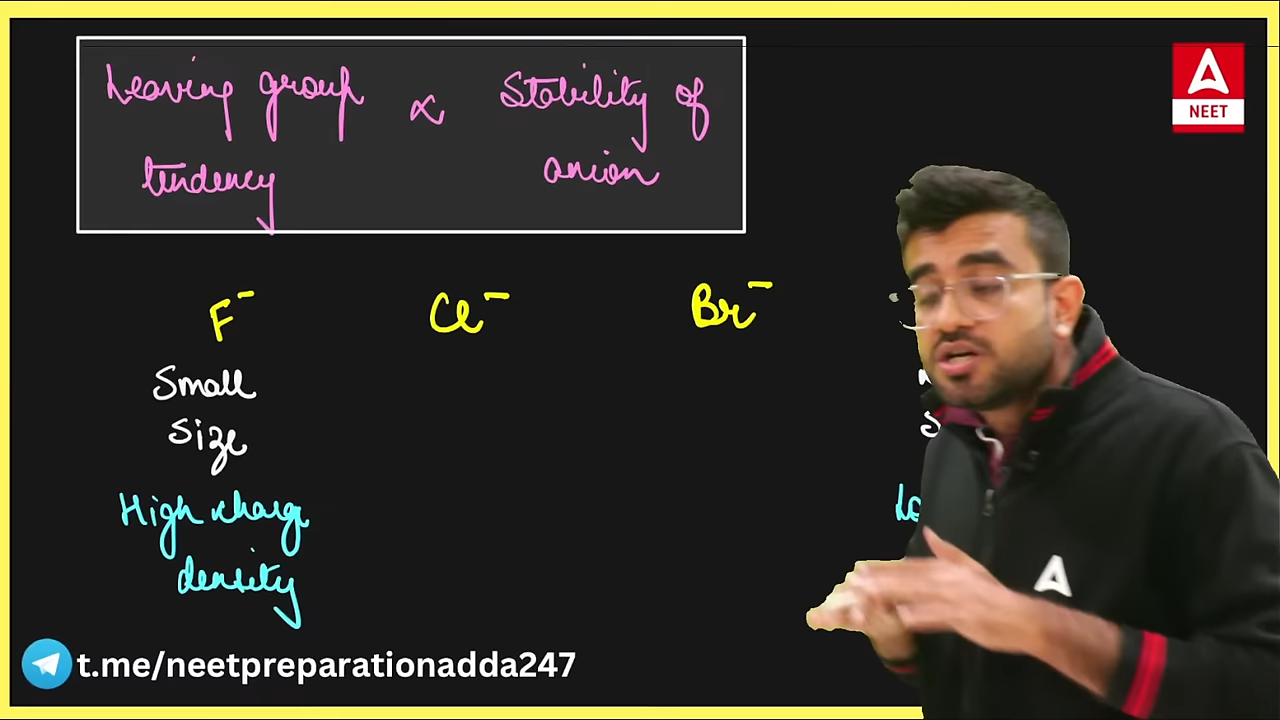 Leaving group ∝ Stability of
tendency anion
NEET
F⁻ Cl⁻ Br⁻
Small
Size
High charge
density
t.me/neetpreparationadda247